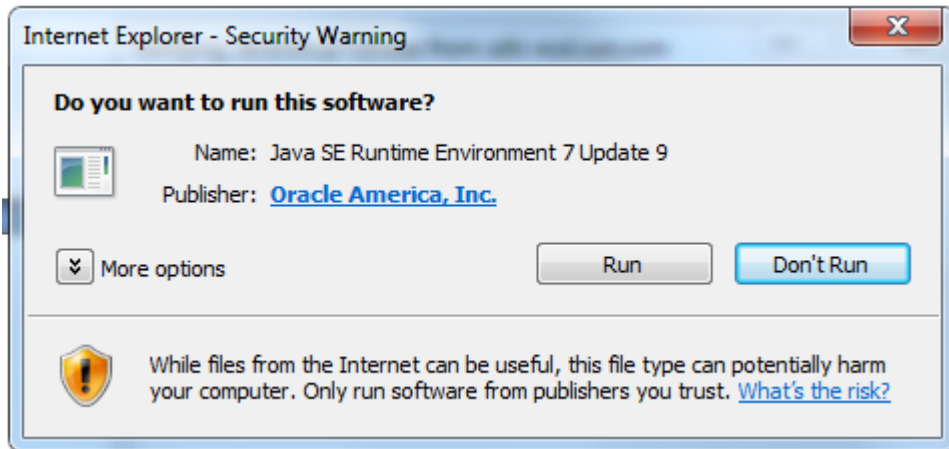 Internet Explorer - Security Warning
Do you want to run this software?
Name: Java SE Runtime Environment 7 Update 9
Publisher: Oracle America, Inc.
More options
Run
Don't Run
While files from the Internet can be useful, this file type can potentially harm
your computer. Only run software from publishers you trust. What's the risk?